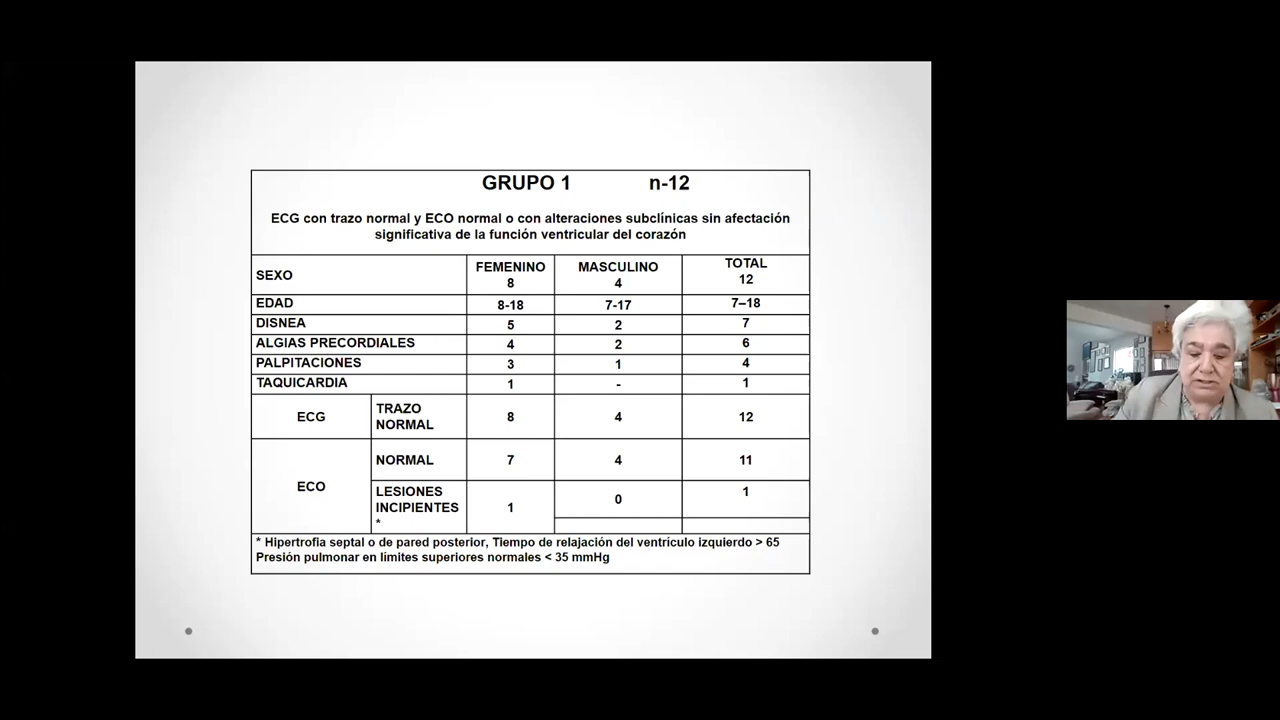 GRUPO 1 n-12
ECG con trazo normal y ECO normal o con alteraciones subclínicas sin afectación
significativa de la función ventricular del corazón
SEXO FEMENINO 8 MASCULINO 4 TOTAL 12
EDAD 8-18 7-17 7–18
DISNEA 5 2 7
ALGIAS PRECORDIALES 4 2 6
PALPITACIONES 3 1 4
TAQUICARDIA 1 - 1
ECG TRAZO NORMAL 8 4 12
ECO NORMAL 7 4 11
LESIONES INCIPIENTES * 1 0 1
* Hipertrofia septal o de pared posterior, Tiempo de relajación del ventrículo izquierdo > 65
Presión pulmonar en límites superiores normales < 35 mmHg